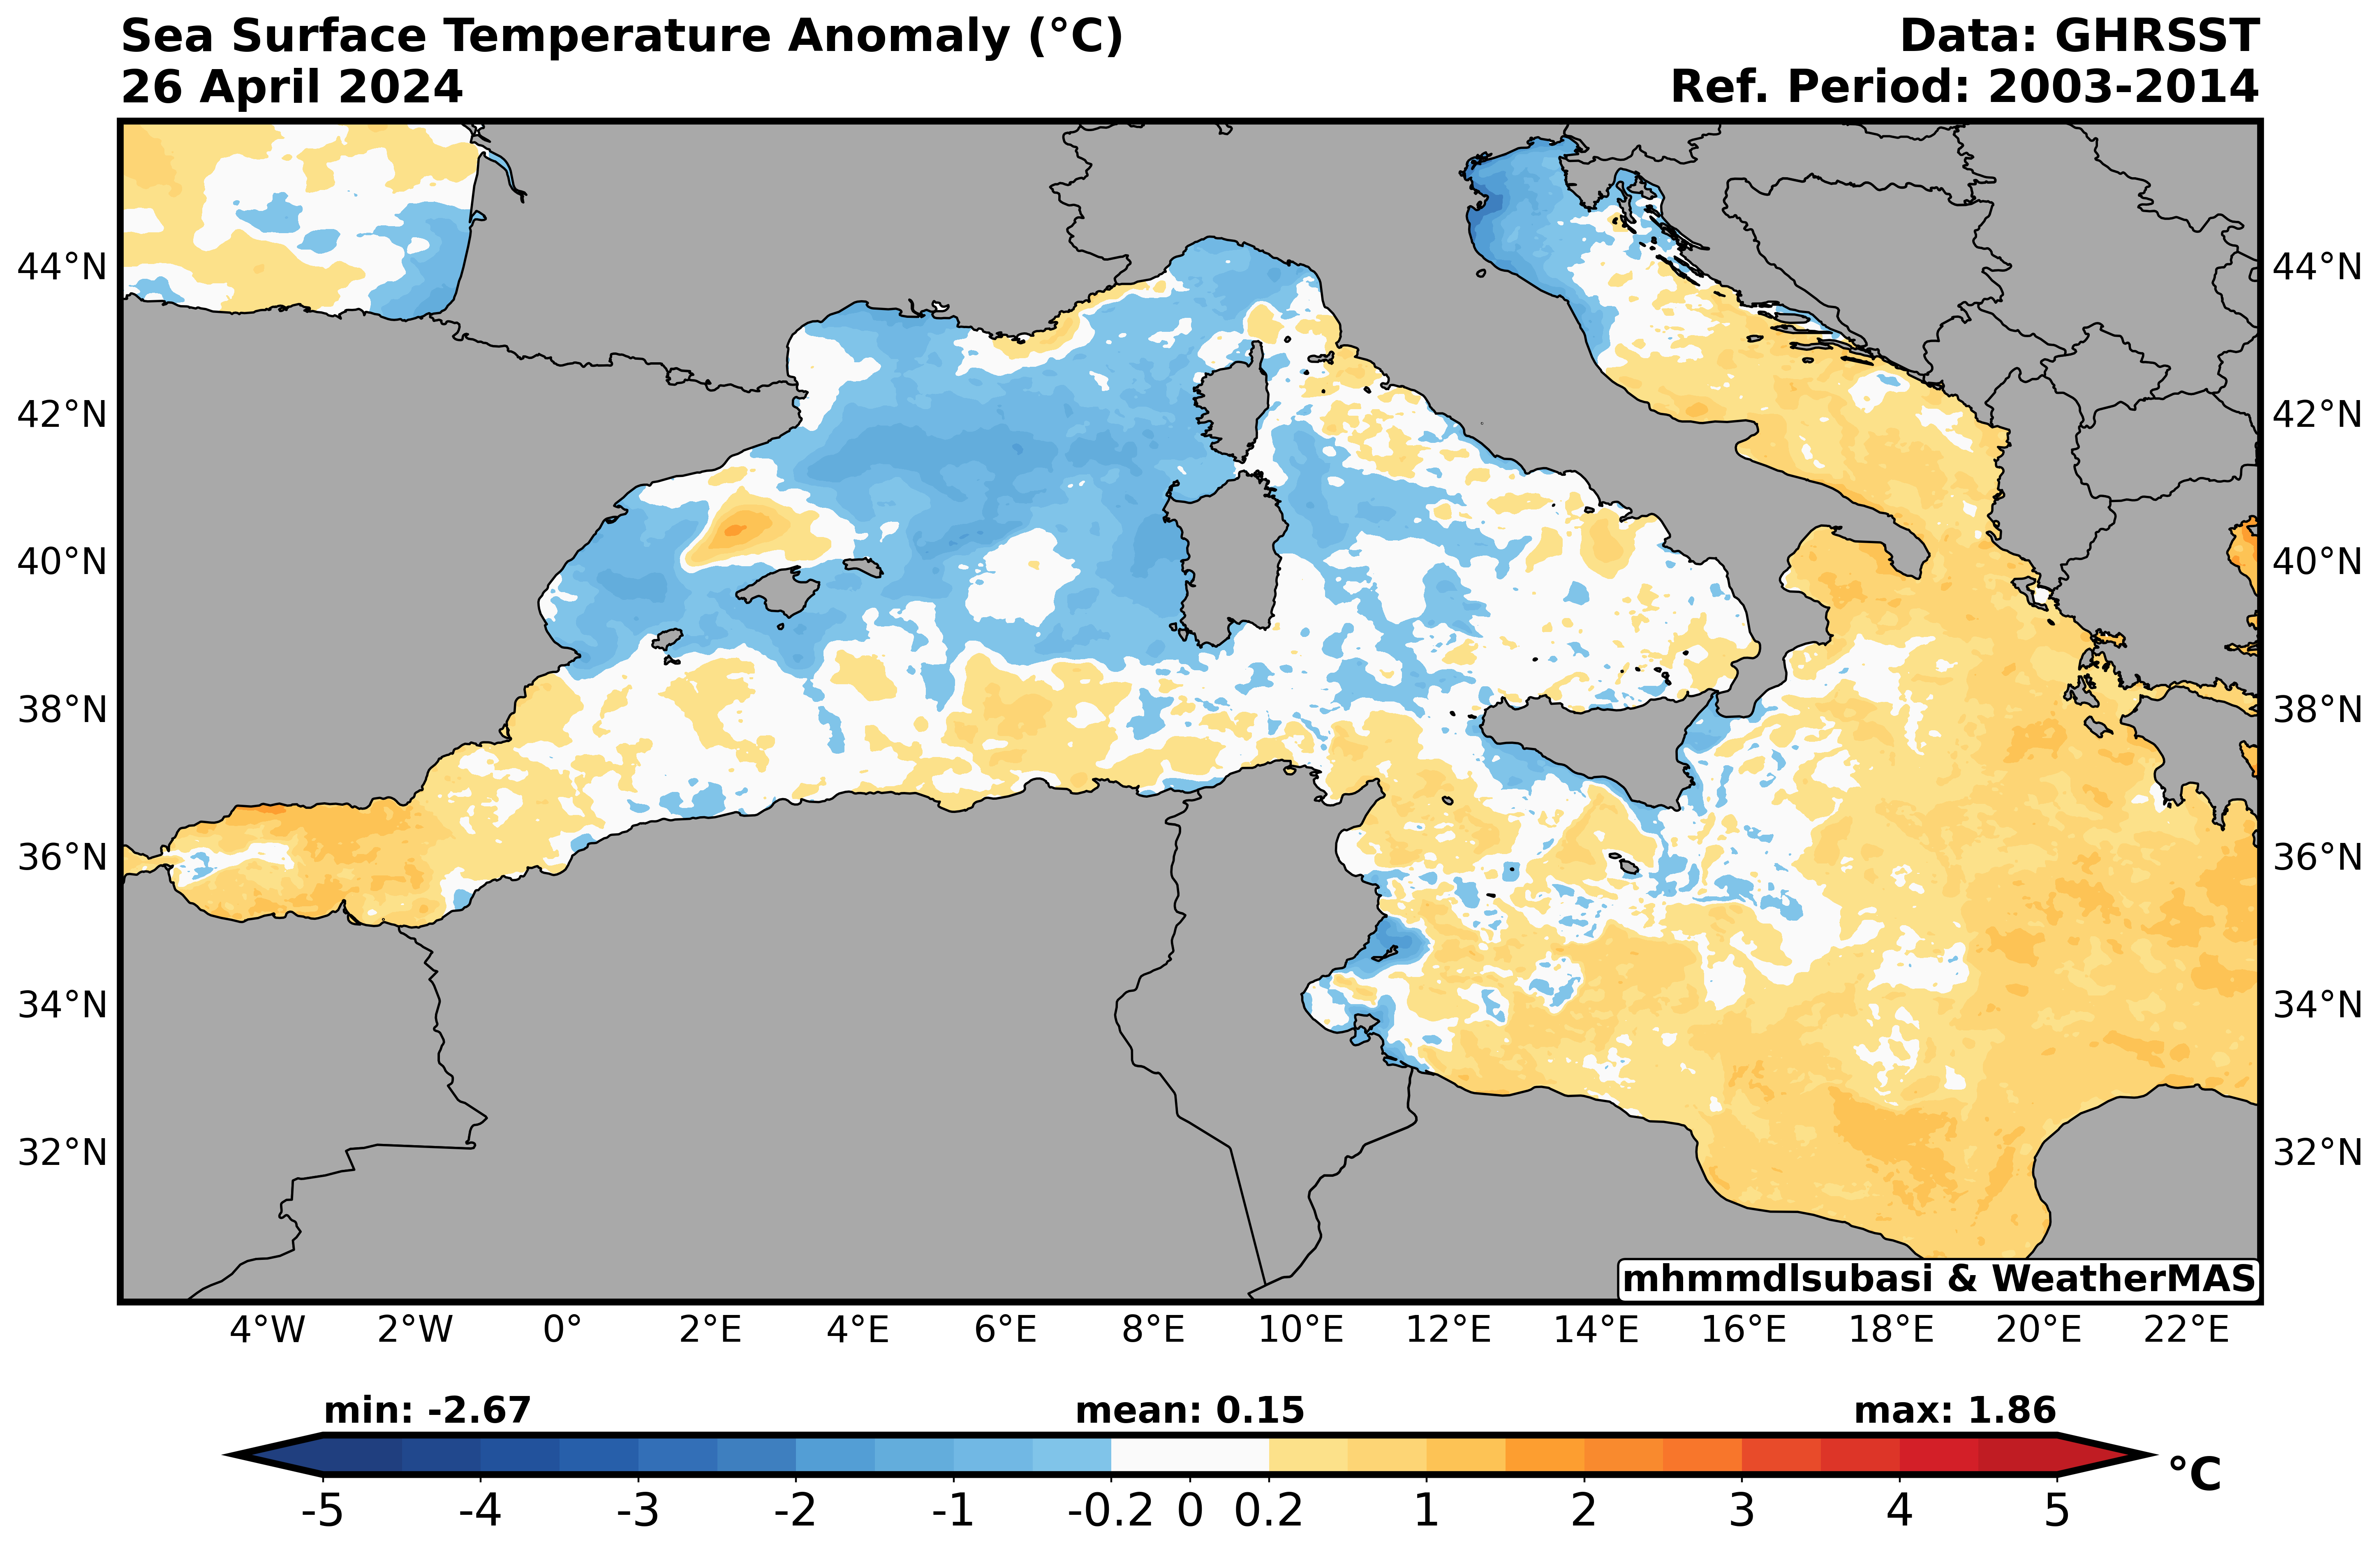 Sea Surface Temperature Anomaly (°C)
26 April 2024
Data: GHRSST
Ref. Period: 2003-2014
44°N
42°N
40°N
38°N
36°N
34°N
32°N
44°N
42°N
40°N
38°N
36°N
34°N
32°N
mhmmdlsubasi & WeatherMAS
4°W 2°W 0° 2°E 4°E 6°E 8°E 10°E 12°E 14°E 16°E 18°E 20°E 22°E
min: -2.67 mean: 0.15 max: 1.86
°C
-5 -4 -3 -2 -1 -0.2 0 0.2 1 2 3 4 5